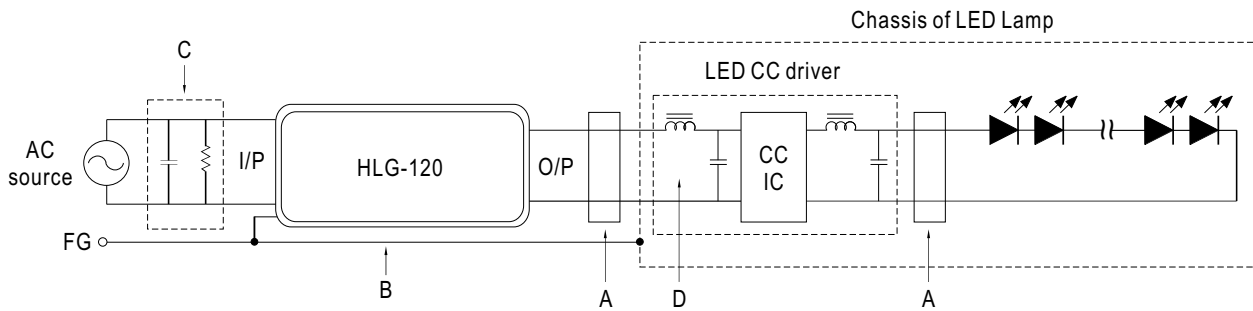 Chassis of LED Lamp
C
LED CC driver
AC
source
I/P
HLG-120
O/P
CC
IC
FG
B
A
D
A